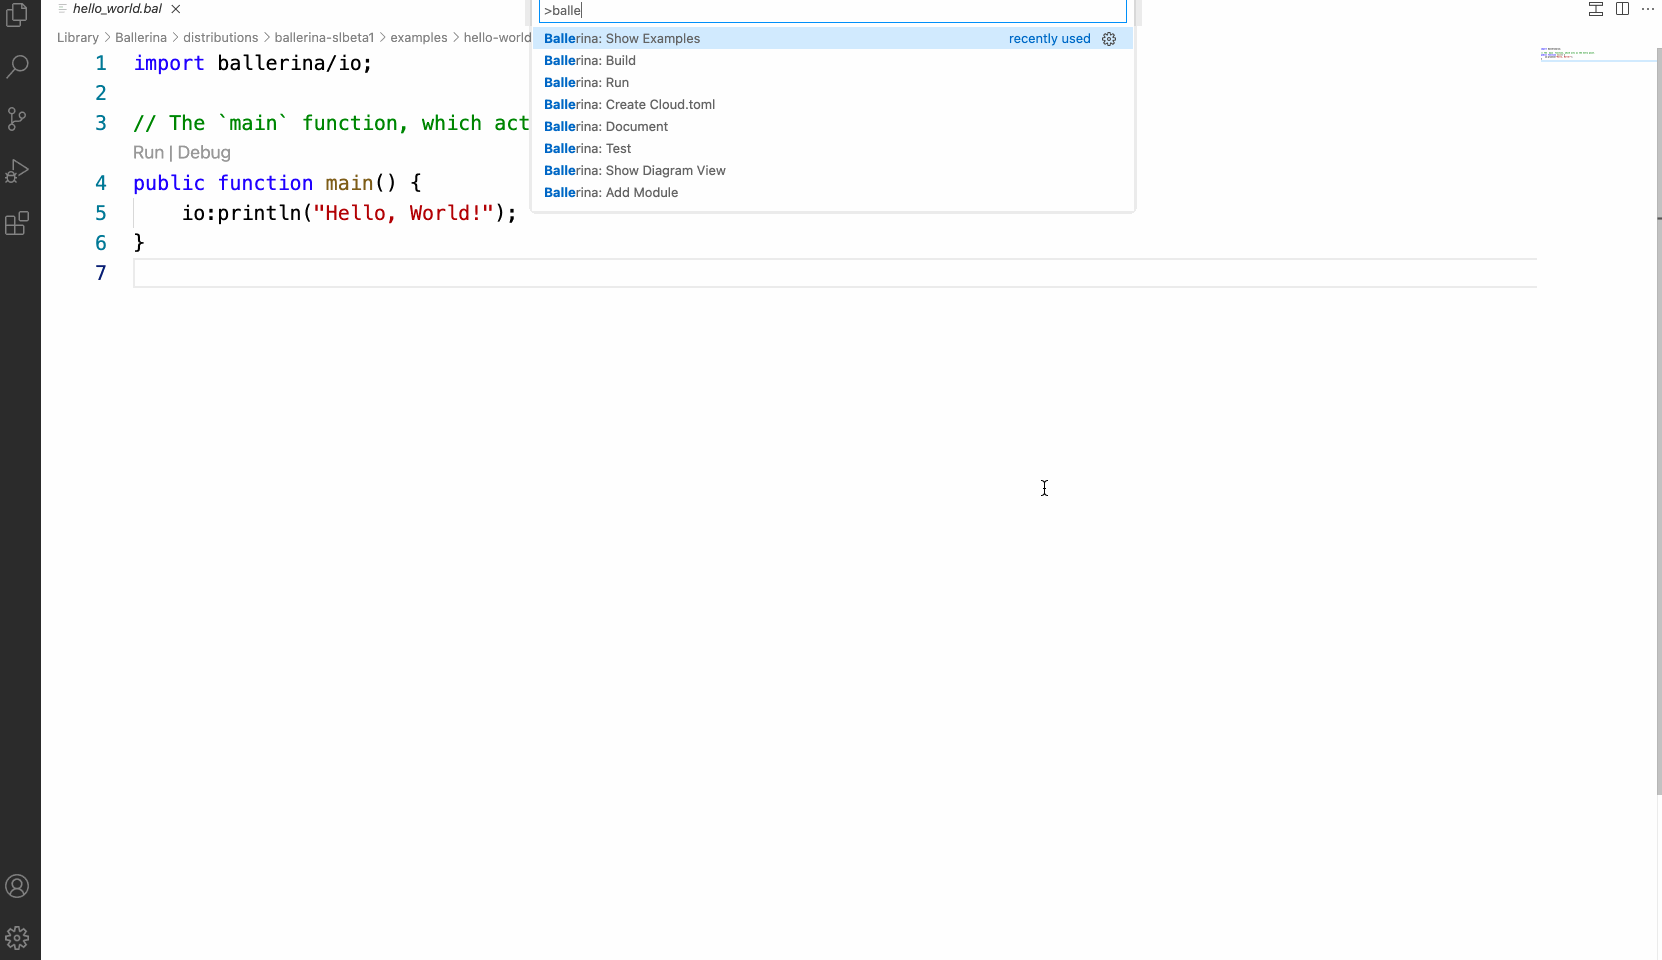 hello_world.bal
>balle
Library > Ballerina > distributions > ballerina-slbeta1 > examples > hello-world
Ballerina: Show Examples recently used
Ballerina: Build
Ballerina: Run
Ballerina: Create Cloud.toml
Ballerina: Document
Ballerina: Test
Ballerina: Show Diagram View
Ballerina: Add Module
1 import ballerina/io;
2
3 // The `main` function, which act
Run | Debug
4 public function main() {
5 io:println("Hello, World!");
6 }
7